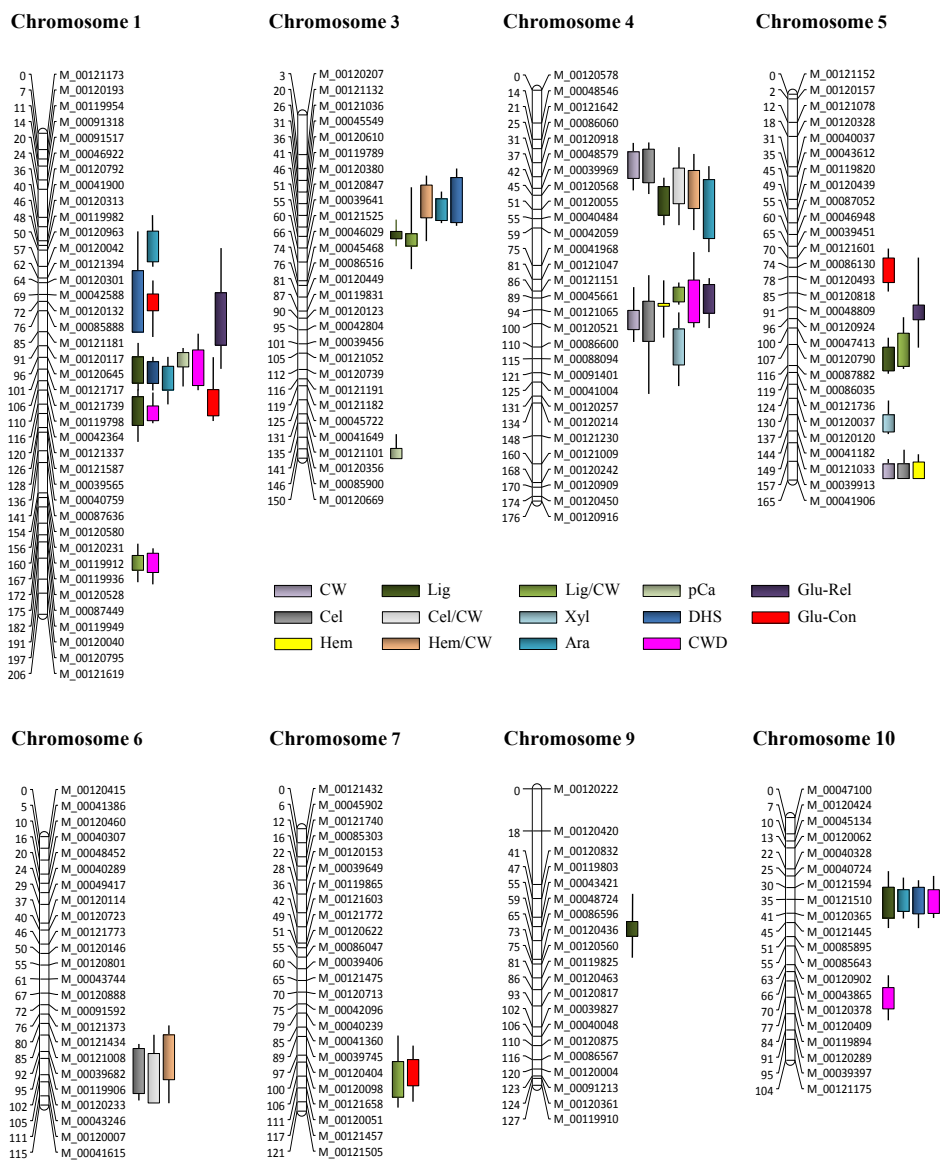 Chromosome 1
0 M_00121173
7 M_00120193
11 M_00119954
14 M_00091318
20 M_00091517
24 M_00046922
36 M_00120792
40 M_00041900
46 M_00120313
48 M_00119982
50 M_00120963
57 M_00120042
62 M_00121394
64 M_00120301
69 M_00042588
72 M_00120132
76 M_00085888
85 M_00121181
91 M_00120117
96 M_00120645
101 M_00121717
106 M_00121739
110 M_00119798
116 M_00042364
120 M_00121337
126 M_00121587
128 M_00039565
136 M_00040759
141 M_00087636
154 M_00120580
156 M_00120231
160 M_00119912
167 M_00119936
172 M_00120528
175 M_00087449
182 M_00119949
191 M_00120040
197 M_00120795
206 M_00121619
Chromosome 3
3 M_00120207
20 M_00121132
26 M_00121036
31 M_00045549
36 M_00120610
41 M_00119789
46 M_00120380
51 M_00120847
55 M_00039641
60 M_00121525
66 M_00046029
74 M_00045468
76 M_00086516
81 M_00120449
87 M_00119831
90 M_00120123
95 M_00042804
101 M_00039456
105 M_00121052
112 M_00120739
116 M_00121191
119 M_00121182
125 M_00045722
131 M_00041649
135 M_00121101
141 M_00120356
146 M_00085900
150 M_00120669
Chromosome 4
0 M_00120578
14 M_00048546
21 M_00121642
25 M_00086060
31 M_00120918
37 M_00048579
42 M_00039969
45 M_00120568
51 M_00120055
55 M_00040484
59 M_00042059
75 M_00041968
81 M_00121047
86 M_00121151
89 M_00045661
94 M_00121065
100 M_00120521
110 M_00086600
115 M_00088094
121 M_00091401
125 M_00041004
131 M_00120257
134 M_00120214
148 M_00121230
160 M_00121009
168 M_00120242
170 M_00120909
174 M_00120450
176 M_00120916
Chromosome 5
0 M_00121152
2 M_00120157
12 M_00121078
18 M_00120328
31 M_00040037
35 M_00043612
45 M_00119820
49 M_00120439
55 M_00087052
60 M_00046948
65 M_00039451
70 M_00121601
74 M_00086130
78 M_00120493
85 M_00120818
91 M_00048809
96 M_00120924
100 M_00047413
107 M_00120790
116 M_00087882
119 M_00086035
124 M_00121736
130 M_00120037
137 M_00120120
144 M_00041182
149 M_00121033
157 M_00039913
165 M_00041906
CW Lig Lig/CW pCa Glu-Rel
Cel Cel/CW Xyl DHS Glu-Con
Hem Hem/CW Ara CWD
Chromosome 6
0 M_00120415
5 M_00041386
10 M_00120460
16 M_00040307
20 M_00048452
24 M_00040289
29 M_00049417
37 M_00120114
40 M_00120723
46 M_00121773
50 M_00120146
55 M_00120801
61 M_00043744
67 M_00120888
72 M_00091592
76 M_00121373
80 M_00121434
85 M_00121008
92 M_00039682
95 M_00119906
102 M_00120233
105 M_00043246
111 M_00120007
115 M_00041615
Chromosome 7
0 M_00121432
6 M_00045902
12 M_00121740
16 M_00085303
22 M_00120153
28 M_00039649
36 M_00119865
42 M_00121603
49 M_00121772
55 M_00086047
60 M_00039406
65 M_00121475
70 M_00120713
75 M_00042096
79 M_00040239
85 M_00041360
89 M_00039745
97 M_00120404
100 M_00120098
106 M_00121658
111 M_00120051
117 M_00121457
121 M_00121505
Chromosome 9
0 M_00120222
18 M_00120420
41 M_00120832
47 M_00119803
55 M_00043421
59 M_00048724
65 M_00086596
73 M_00120436
75 M_00120560
81 M_00119825
86 M_00120463
93 M_00120817
102 M_00039827
106 M_00040048
110 M_00120875
116 M_00086567
120 M_00120004
123 M_00091213
124 M_00120361
127 M_00119910
Chromosome 10
0 M_00047100
7 M_00120424
10 M_00045134
13 M_00120062
22 M_00040328
25 M_00040724
30 M_00121594
35 M_00121510
41 M_00120365
45 M_00121445
51 M_00085895
55 M_00085643
63 M_00120902
66 M_00043865
70 M_00120378
77 M_00120409
84 M_00119894
91 M_00120289
95 M_00039397
104 M_00121175